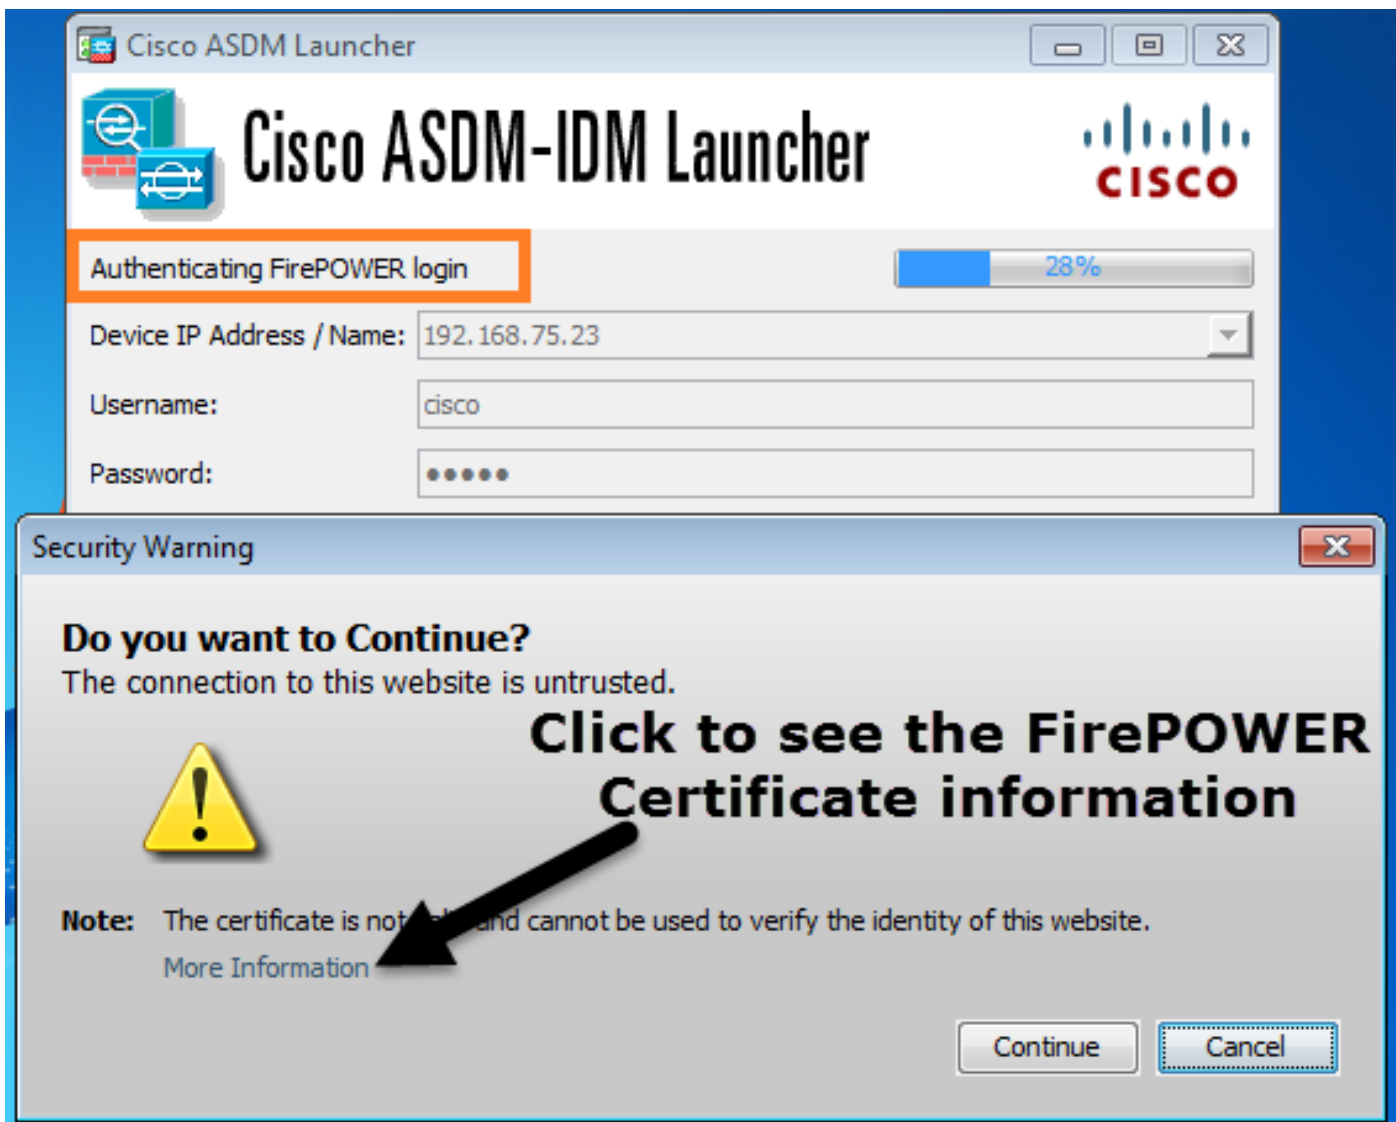 Cisco ASDM Launcher
Cisco ASDM-IDM Launcher
CISCO
Authenticating FirePOWER login
28%
Device IP Address / Name: 192.168.75.23
Username: cisco
Password:
Security Warning
Do you want to Continue?
The connection to this website is untrusted.
Click to see the FirePOWER
Certificate information
Note: The certificate is not and cannot be used to verify the identity of this website.
More Information
Continue Cancel